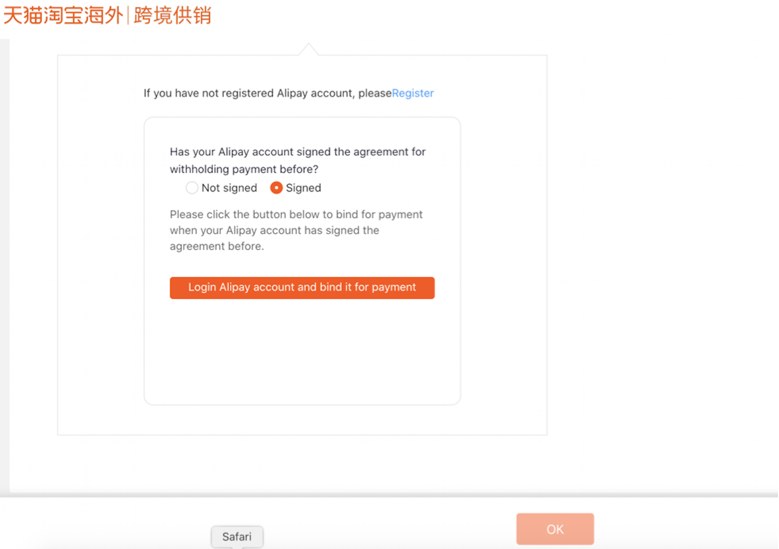 天猫淘宝海外|跨境供销
If you have not registered Alipay account, pleaseRegister
Has your Alipay account signed the agreement for
withholding payment before?
Not signed Signed
Please click the button below to bind for payment
when your Alipay account has signed the
agreement before.
Login Alipay account and bind it for payment
OK
Safari